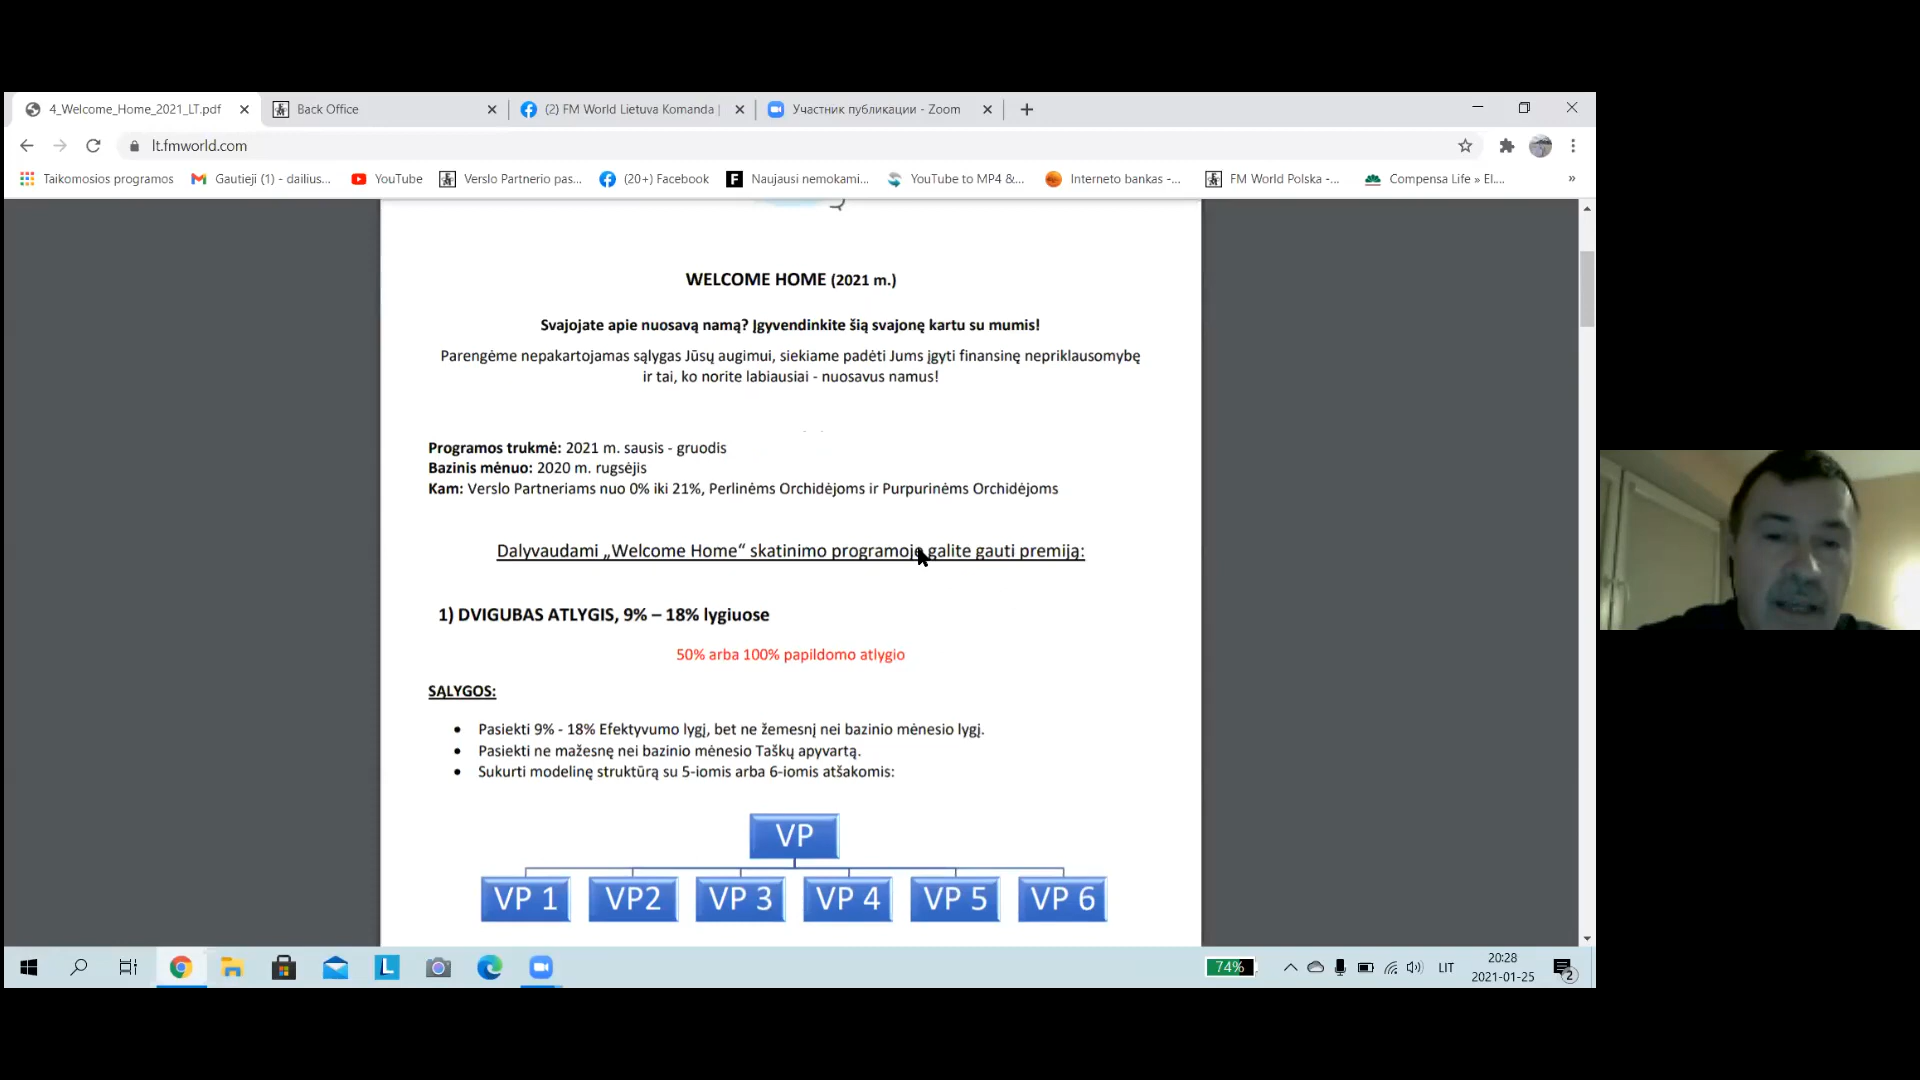 4_Welcome_Home_2021_LT.pdf
Back Office
(2) FM World Lietuva Komanda |
Участник публикации - Zoom
lt.fmworld.com
Taikomosios programos
Gautieji (1) - dailius...
YouTube
Verslo Partnerio pas...
(20+) Facebook
Naujausi nemokami...
YouTube to MP4 &...
Interneto bankas -...
FM World Polska -...
Compensa Life » El....
»
WELCOME HOME (2021 m.)
Svajojate apie nuosavą namą? Įgyvendinkite šią svajonę kartu su mumis!
Parengėme nepakartojamas sąlygas Jūsų augimui, siekiame padėti Jums įgyti finansinę nepriklausomybę
ir tai, ko norite labiausiai - nuosavus namus!
Programos trukmė: 2021 m. sausis - gruodis
Bazinis mėnuo: 2020 m. rugsėjis
Kam: Verslo Partneriams nuo 0% iki 21%, Perlinėms Orchidėjoms ir Purpurinėms Orchidėjoms
Dalyvaudami „Welcome Home“ skatinimo programoje galite gauti premiją:
1) DVIGUBAS ATLYGIS, 9% – 18% lygiuose
50% arba 100% papildomo atlygio
SĄLYGOS:
• Pasiekti 9% - 18% Efektyvumo lygį, bet ne žemesnį nei bazinio mėnesio lygį.
• Pasiekti ne mažesnę nei bazinio mėnesio Taškų apyvartą.
• Sukurti modelinę struktūrą su 5-iomis arba 6-iomis atšakomis:
VP
VP 1
VP2
VP 3
VP 4
VP 5
VP 6
74%
LIT
20:28
2021-01-25
2